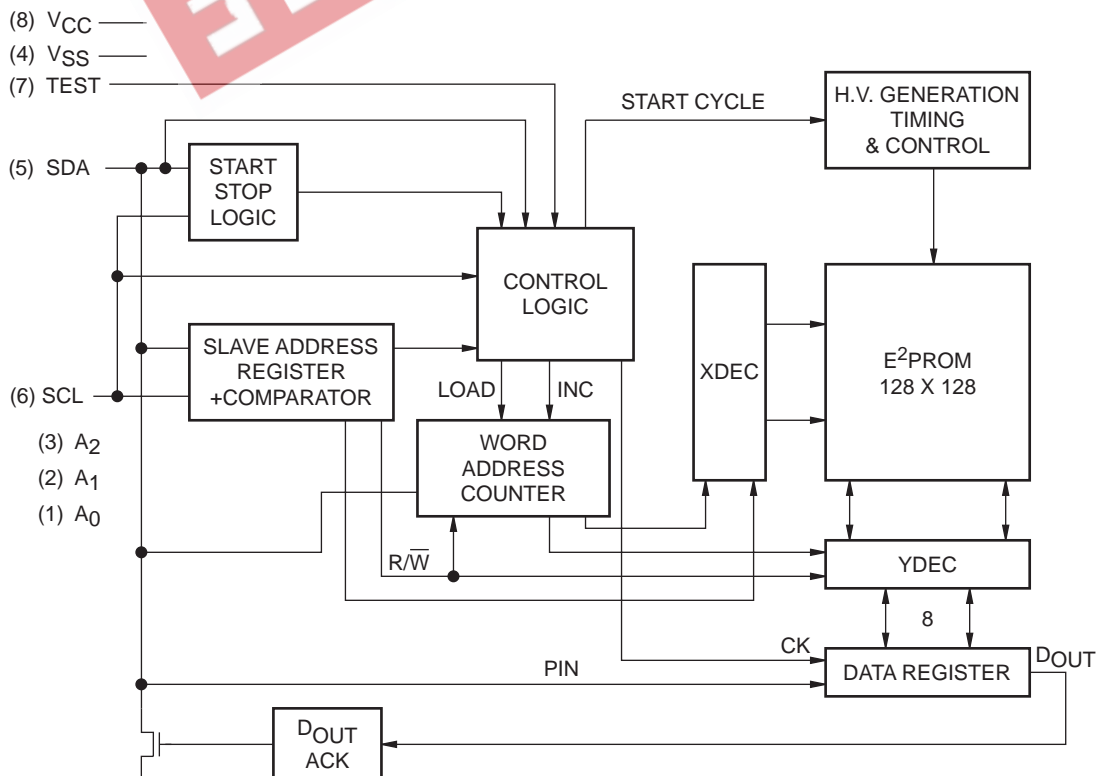 (8) VCC
(4) VSS
(7) TEST
START CYCLE
H.V. GENERATION
TIMING
& CONTROL
(5) SDA
START
STOP
LOGIC
CONTROL
LOGIC
XDEC
E2PROM
128 X 128
SLAVE ADDRESS
REGISTER
+COMPARATOR
(6) SCL
LOAD
INC
(3) A2
(2) A1
(1) A0
WORD
ADDRESS
COUNTER
R/W̅
YDEC
8
CK
PIN
DATA REGISTER
DOUT
DOUT
ACK